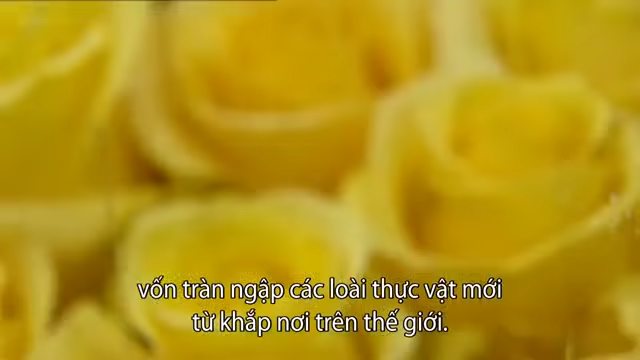 vốn tràn ngập các loài thực vật mới
từ khắp nơi trên thế giới.